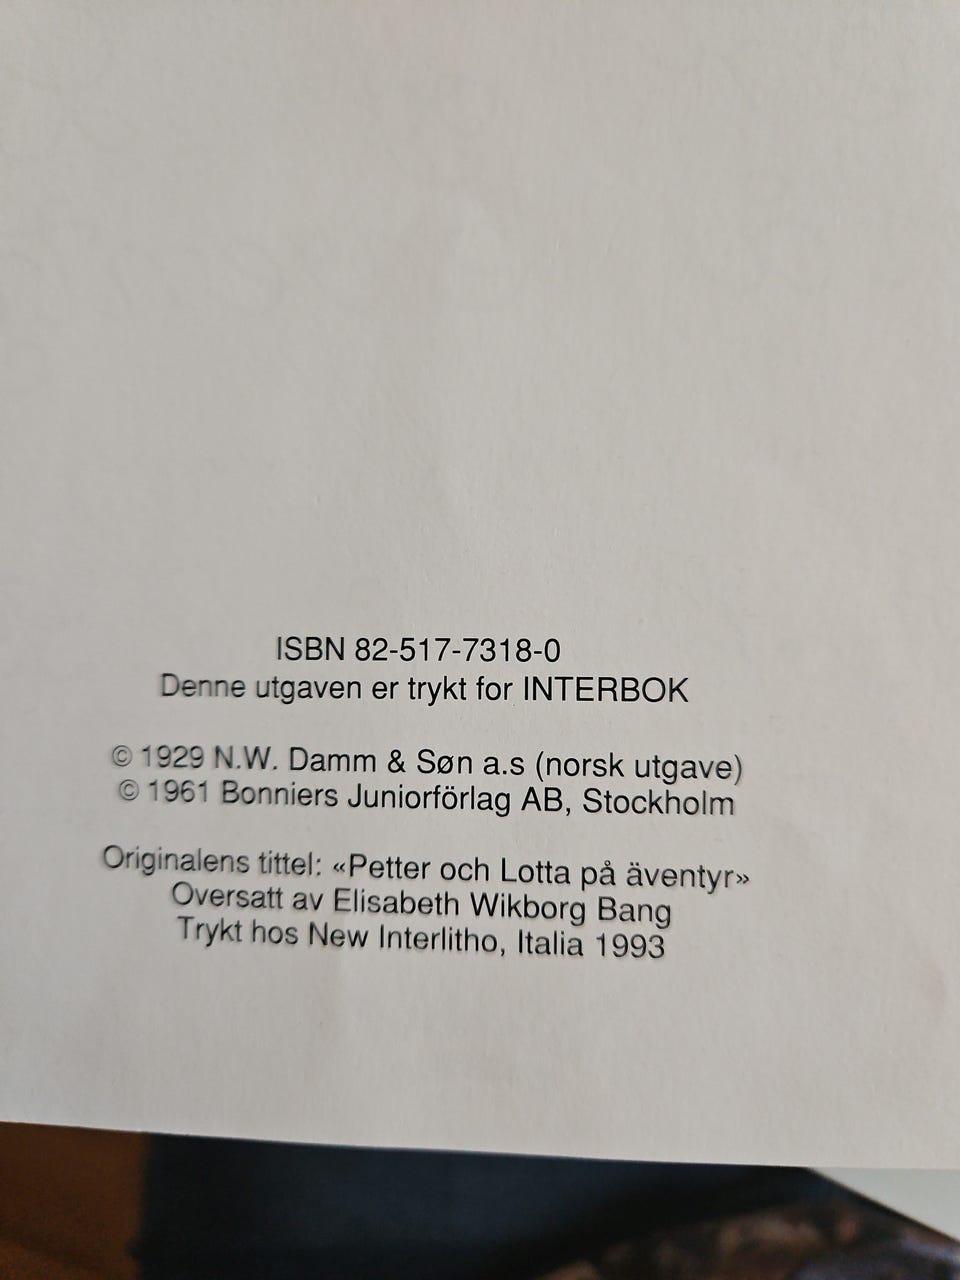 ISBN 82-517-7318-0
Denne utgaven er trykt for INTERBOK
© 1929 N.W. Damm & Søn a.s (norsk utgave)
© 1961 Bonniers Juniorförlag AB, Stockholm
Originalens tittel: «Petter och Lotta på äventyr»
Oversatt av Elisabeth Wikborg Bang
Trykt hos New Interlitho, Italia 1993